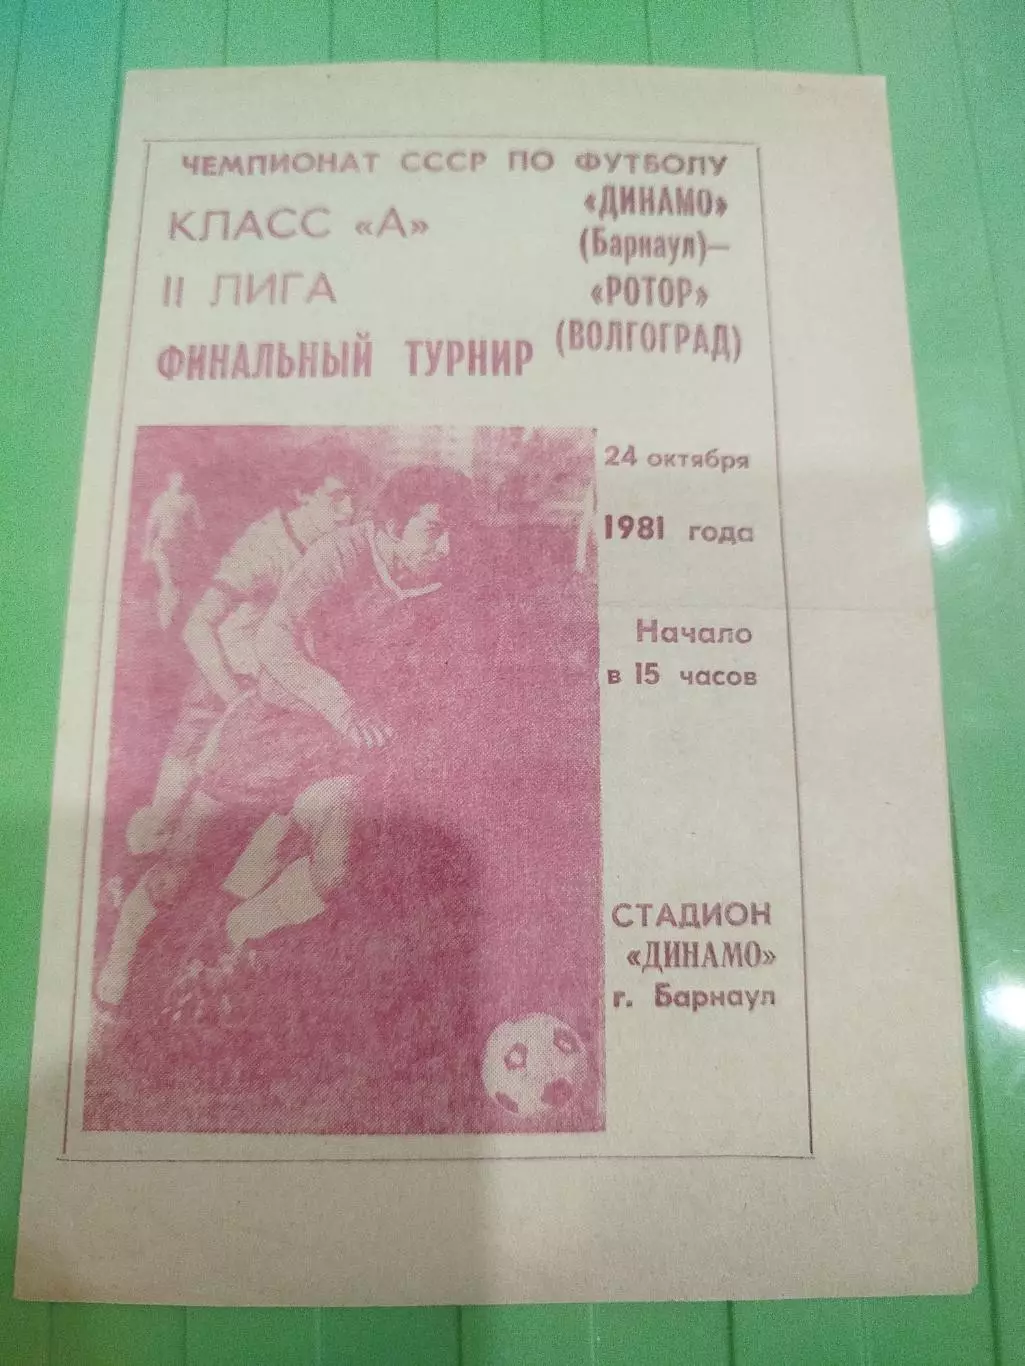 ЧЕМПИОНАТ СССР ПО ФУТБОЛУ
КЛАСС «А»
II ЛИГА
ФИНАЛЬНЫЙ ТУРНИР
«ДИНАМО»
(Барнаул)—
«РОТОР»
(ВОЛГОГРАД)
24 октября
1981 года
Начало
в 15 часов
СТАДИОН
«ДИНАМО»
г. Барнаул